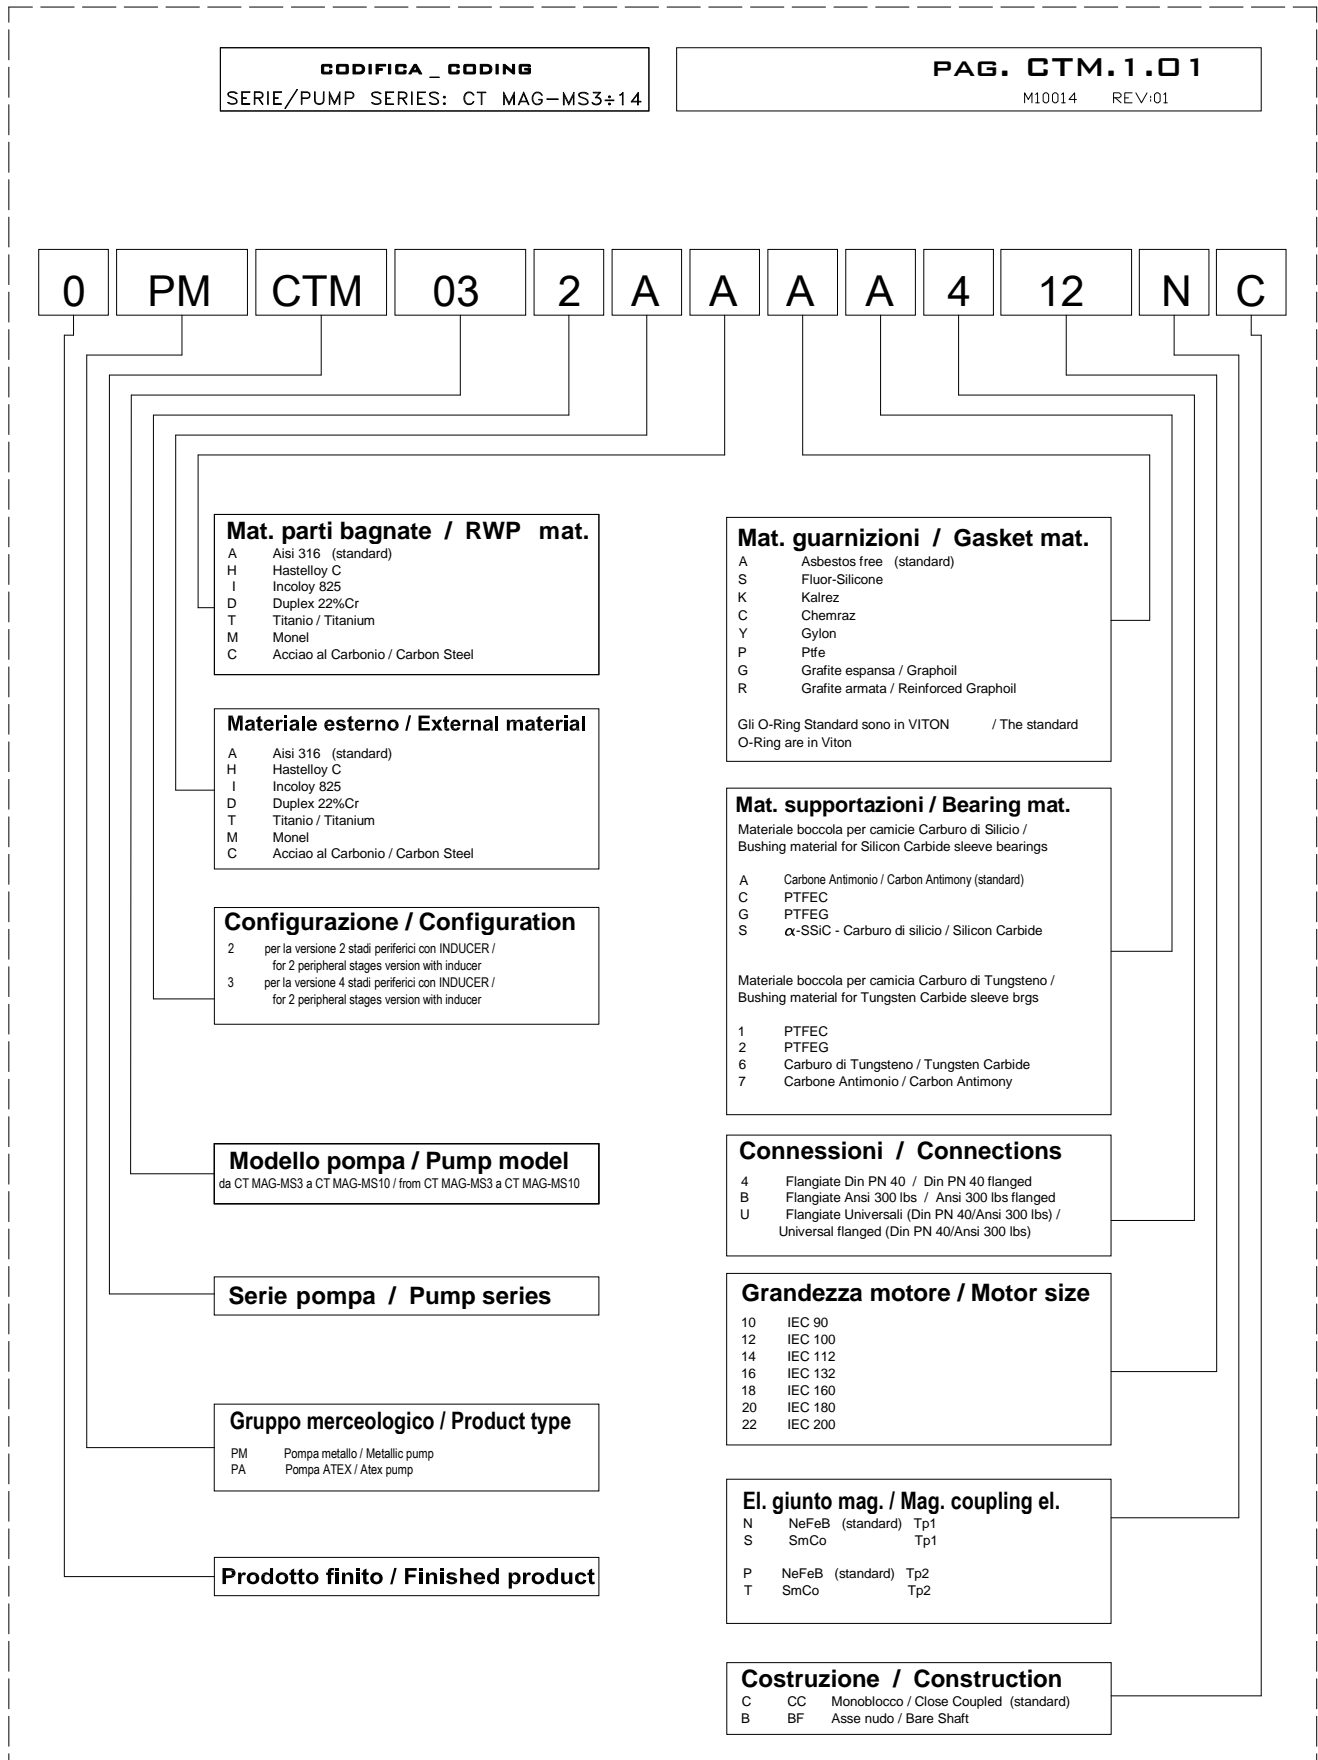 CODIFICA _ CODING
SERIE/PUMP SERIES: CT MAG-MS3÷14
PAG. CTM.1.01
M10014 REV:01
0 PM CTM 03 2 A A A A 4 12 N C
Mat. parti bagnate / RWP mat.
A Aisi 316 (standard)
H Hastelloy C
I Incoloy 825
D Duplex 22%Cr
T Titanio / Titanium
M Monel
C Acciao al Carbonio / Carbon Steel
Materiale esterno / External material
A Aisi 316 (standard)
H Hastelloy C
I Incoloy 825
D Duplex 22%Cr
T Titanio / Titanium
M Monel
C Acciao al Carbonio / Carbon Steel
Configurazione / Configuration
2 per la versione 2 stadi periferici con INDUCER /
for 2 peripheral stages version with inducer
3 per la versione 4 stadi periferici con INDUCER /
for 2 peripheral stages version with inducer
Modello pompa / Pump model
da CT MAG-MS3 a CT MAG-MS10 / from CT MAG-MS3 a CT MAG-MS10
Serie pompa / Pump series
Gruppo merceologico / Product type
PM Pompa metallo / Metallic pump
PA Pompa ATEX / Atex pump
Prodotto finito / Finished product
Mat. guarnizioni / Gasket mat.
A Asbestos free (standard)
S Fluor-Silicone
K Kalrez
C Chemraz
Y Gylon
P Ptfe
G Grafite espansa / Graphoil
R Grafite armata / Reinforced Graphoil
Gli O-Ring Standard sono in VITON / The standard
O-Ring are in Viton
Mat. supportazioni / Bearing mat.
Materiale boccola per camicie Carburo di Silicio /
Bushing material for Silicon Carbide sleeve bearings
A Carbone Antimonio / Carbon Antimony (standard)
C PTFEC
G PTFEG
S α-SSiC - Carburo di silicio / Silicon Carbide
Materiale boccola per camicia Carburo di Tungsteno /
Bushing material for Tungsten Carbide sleeve brgs
1 PTFEC
2 PTFEG
6 Carburo di Tungsteno / Tungsten Carbide
7 Carbone Antimonio / Carbon Antimony
Connessioni / Connections
4 Flangiate Din PN 40 / Din PN 40 flanged
B Flangiate Ansi 300 lbs / Ansi 300 lbs flanged
U Flangiate Universali (Din PN 40/Ansi 300 lbs) /
Universal flanged (Din PN 40/Ansi 300 lbs)
Grandezza motore / Motor size
10 IEC 90
12 IEC 100
14 IEC 112
16 IEC 132
18 IEC 160
20 IEC 180
22 IEC 200
El. giunto mag. / Mag. coupling el.
N NeFeB (standard) Tp1
S SmCo Tp1
P NeFeB (standard) Tp2
T SmCo Tp2
Costruzione / Construction
C CC Monoblocco / Close Coupled (standard)
B BF Asse nudo / Bare Shaft